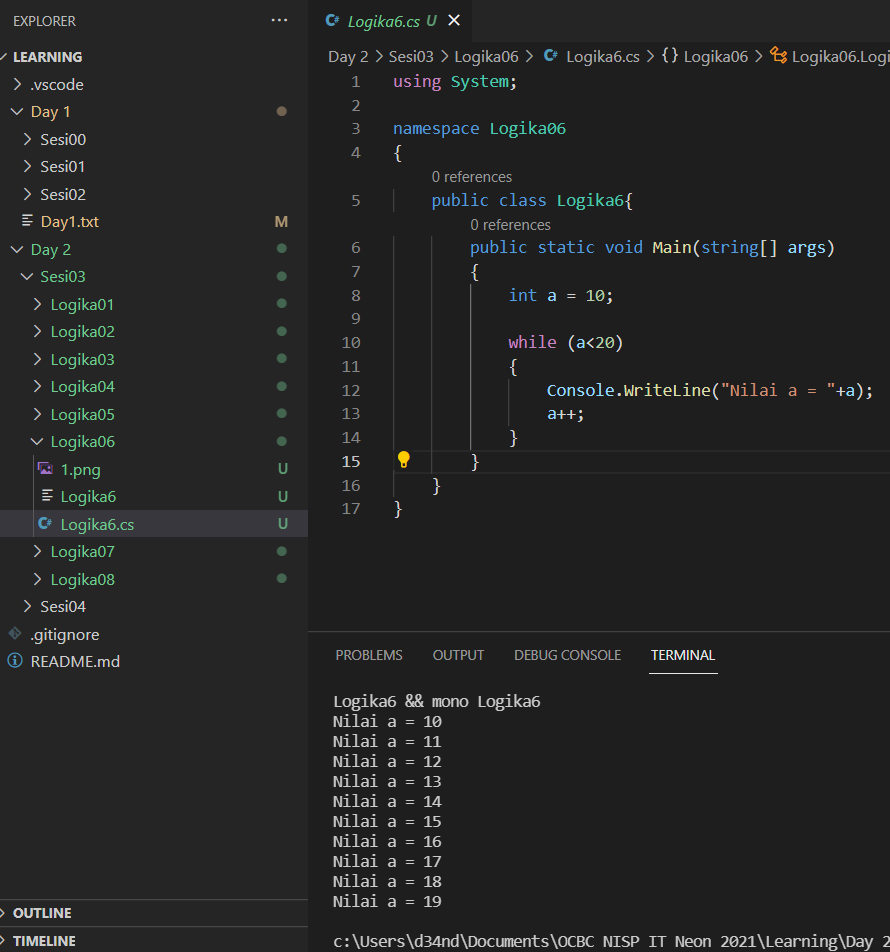 EXPLORER ...
LEARNING
.vscode
Day 1
Sesi00
Sesi01
Sesi02
Day1.txt M
Day 2
Sesi03
Logika01
Logika02
Logika03
Logika04
Logika05
Logika06
1.png U
Logika6 U
Logika6.cs U
Logika07
Logika08
Sesi04
.gitignore
README.md
OUTLINE
TIMELINE
C# Logika6.cs U ×
Day 2 > Sesi03 > Logika06 > C# Logika6.cs > {} Logika06 > Logika06.Logi
1 using System;
2
3 namespace Logika06
4 {
0 references
5 public class Logika6{
0 references
6 public static void Main(string[] args)
7 {
8 int a = 10;
9
10 while (a<20)
11 {
12 Console.WriteLine("Nilai a = "+a);
13 a++;
14 }
15 }
16 }
17 }
PROBLEMS OUTPUT DEBUG CONSOLE TERMINAL
Logika6 && mono Logika6
Nilai a = 10
Nilai a = 11
Nilai a = 12
Nilai a = 13
Nilai a = 14
Nilai a = 15
Nilai a = 16
Nilai a = 17
Nilai a = 18
Nilai a = 19
c:\Users\d34nd\Documents\OCBC NISP IT Neon 2021\Learning\Day 2